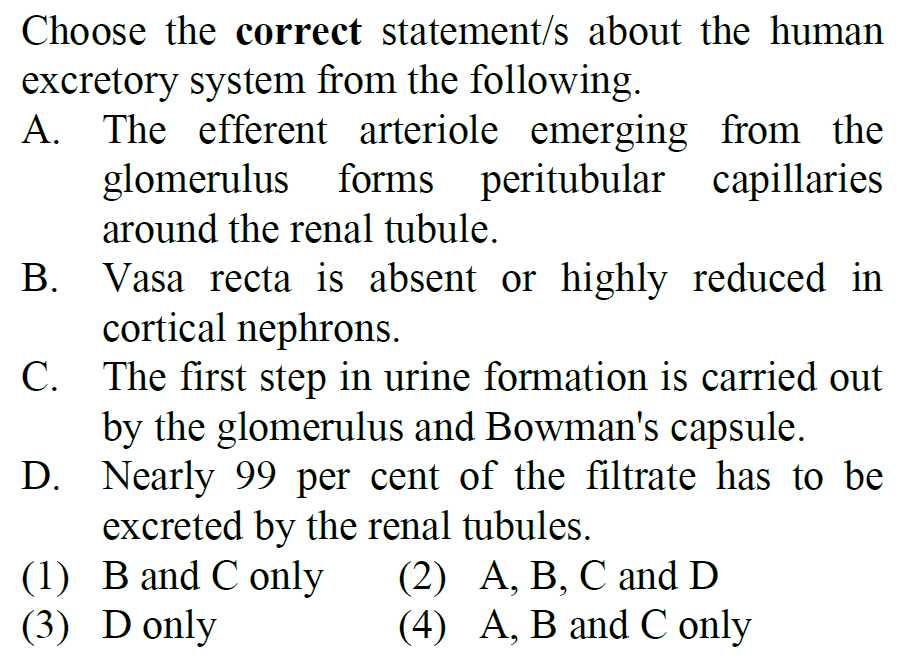 Choose the correct statement/s about the human
excretory system from the following.
A. The efferent arteriole emerging from the
glomerulus forms peritubular capillaries
around the renal tubule.
B. Vasa recta is absent or highly reduced in
cortical nephrons.
C. The first step in urine formation is carried out
by the glomerulus and Bowman's capsule.
D. Nearly 99 per cent of the filtrate has to be
excreted by the renal tubules.
(1) B and C only (2) A, B, C and D
(3) D only (4) A, B and C only